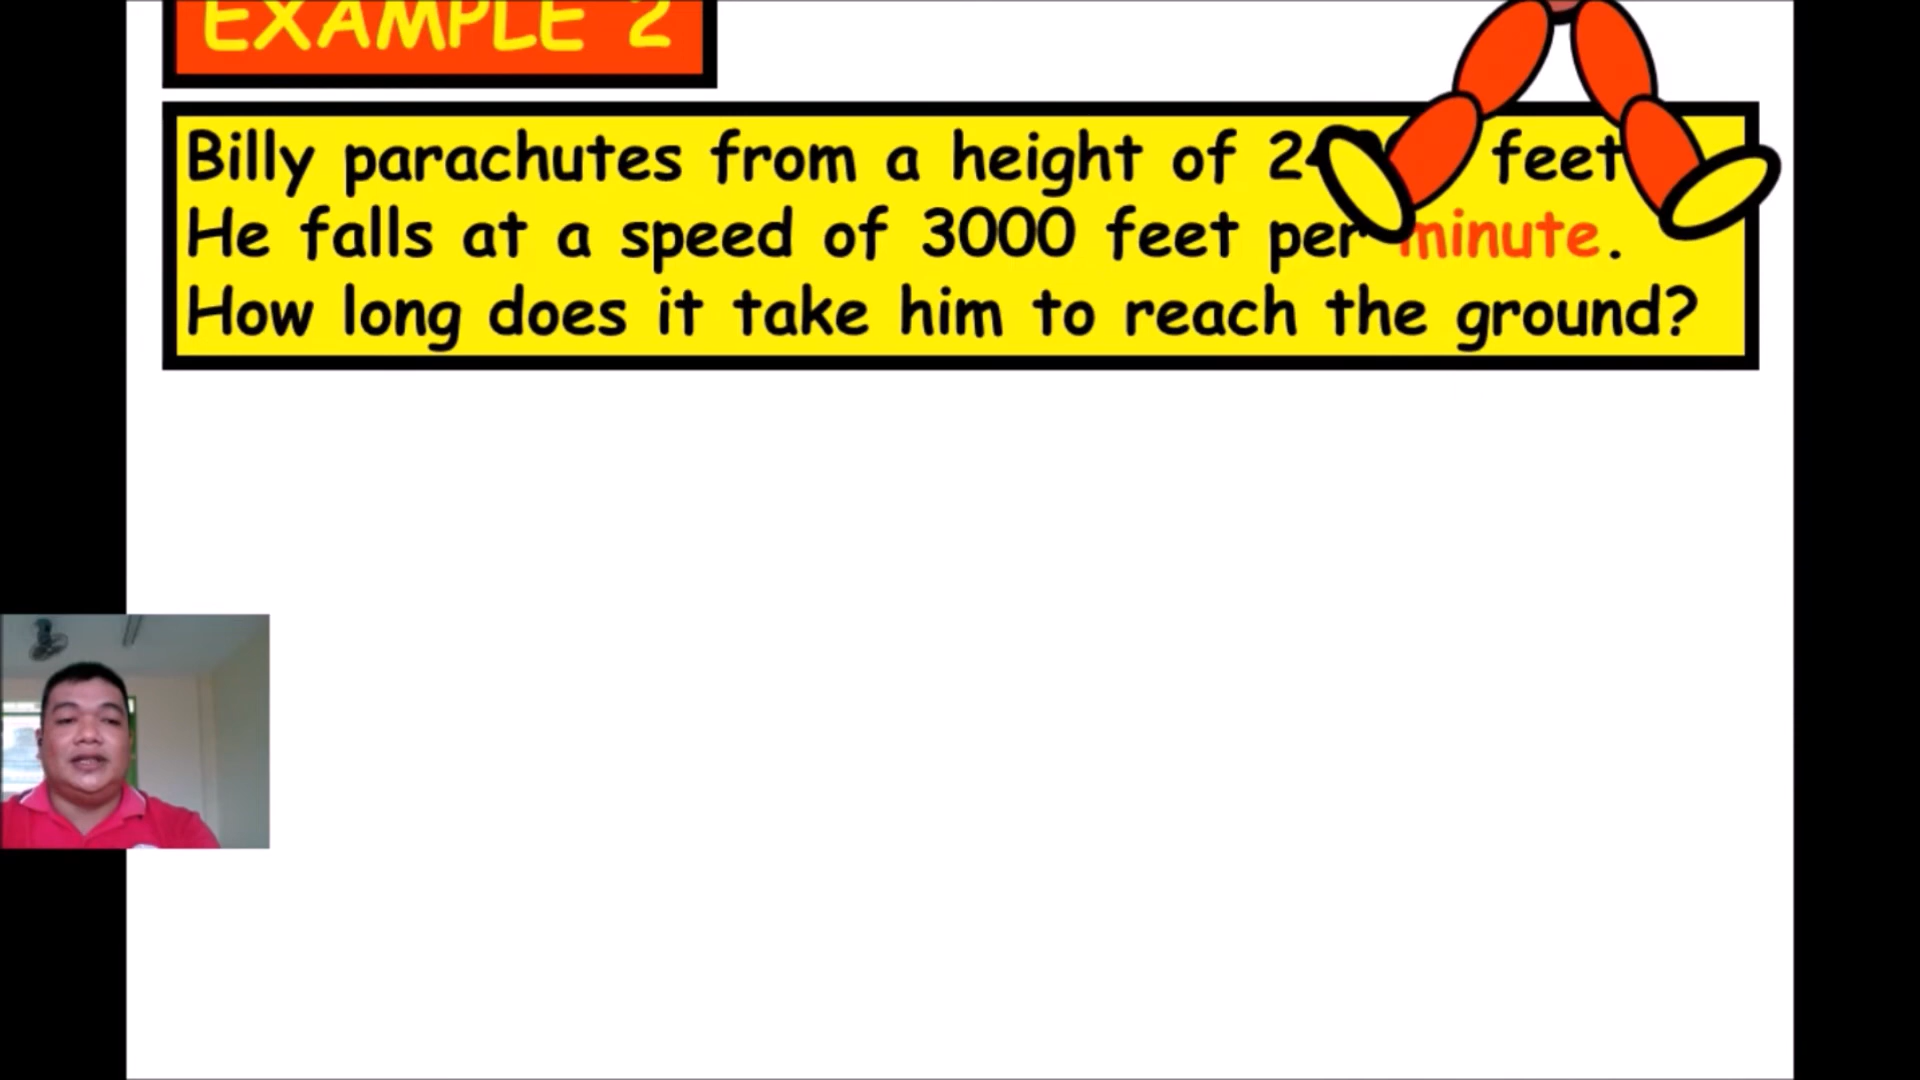 EXAMPLE 2
Billy parachutes from a height of feet
He falls at a speed of 3000 feet per minute.
How long does it take him to reach the ground?